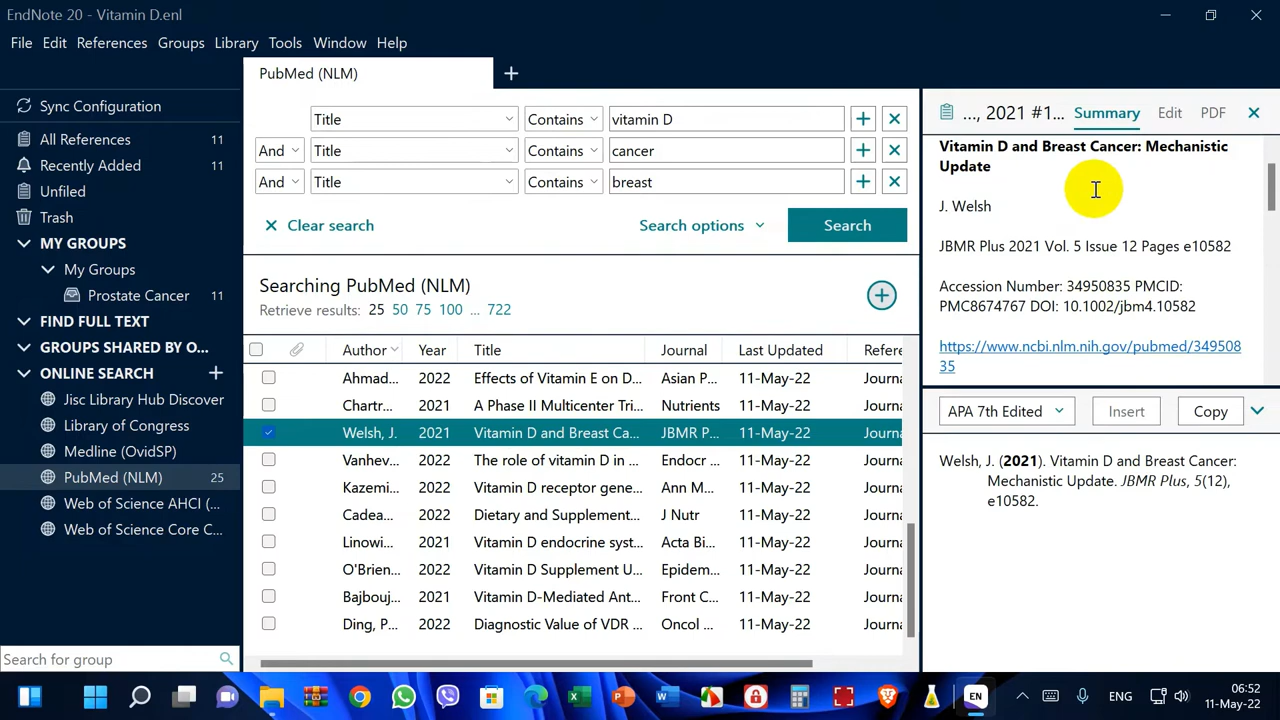 EndNote 20 - Vitamin D.enl
File Edit References Groups Library Tools Window Help
Sync Configuration
All References 11
Recently Added 11
Unfiled
Trash
MY GROUPS
My Groups
Prostate Cancer 11
FIND FULL TEXT
GROUPS SHARED BY O...
ONLINE SEARCH
Jisc Library Hub Discover
Library of Congress
Medline (OvidSP)
PubMed (NLM) 25
Web of Science AHCI (...
Web of Science Core C...
Search for group
PubMed (NLM)
Title Contains vitamin D
And Title Contains cancer
And Title Contains breast
Clear search Search options Search
Searching PubMed (NLM)
Retrieve results: 25 50 75 100 ... 722
Author Year Title Journal Last Updated Refere
Ahmad... 2022 Effects of Vitamin E on D... Asian P... 11-May-22 Journa
Chartr... 2021 A Phase II Multicenter Tri... Nutrients 11-May-22 Journa
Welsh, J. 2021 Vitamin D and Breast Ca... JBMR P... 11-May-22 Journa
Vanhev... 2022 The role of vitamin D in ... Endocr ... 11-May-22 Journa
Kazemi... 2022 Vitamin D receptor gene... Ann M... 11-May-22 Journa
Cadea... 2022 Dietary and Supplement... J Nutr 11-May-22 Journa
Linowi... 2021 Vitamin D endocrine syst... Acta Bi... 11-May-22 Journa
O'Brien... 2022 Vitamin D Supplement U... Epidem... 11-May-22 Journa
Bajbouj... 2021 Vitamin D-Mediated Ant... Front C... 11-May-22 Journa
Ding, P... 2022 Diagnostic Value of VDR ... Oncol ... 11-May-22 Journa
..., 2021 #1... Summary Edit PDF
Vitamin D and Breast Cancer: Mechanistic
Update
J. Welsh
JBMR Plus 2021 Vol. 5 Issue 12 Pages e10582
Accession Number: 34950835 PMCID:
PMC8674767 DOI: 10.1002/jbm4.10582
https://www.ncbi.nlm.nih.gov/pubmed/349508
35
APA 7th Edited Insert Copy
Welsh, J. (2021). Vitamin D and Breast Cancer:
Mechanistic Update. JBMR Plus, 5(12),
e10582.
EN
ENG
06:52
11-May-22